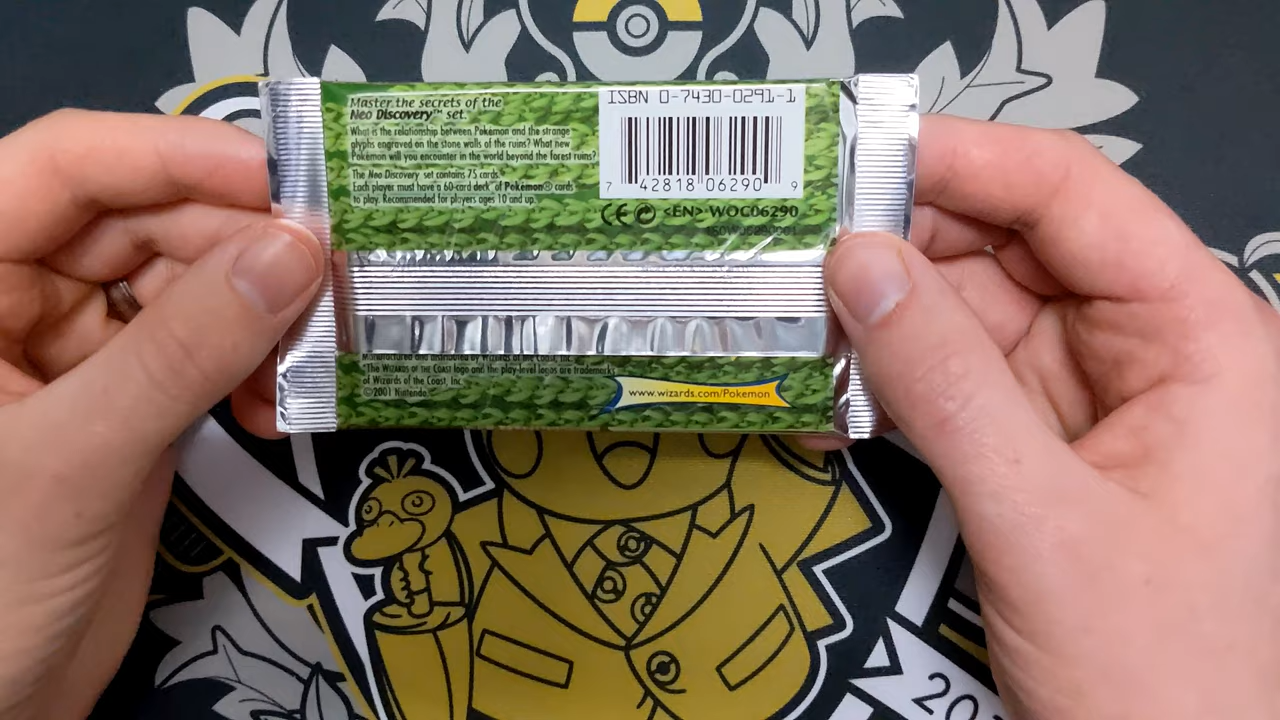 Master the secrets of the
Neo Discovery™ set.
What is the relationship between Pokémon and the strange
glyphs engraved on the stone walls of the ruins? What new
Pokémon will you encounter in the world beyond the forest ruins?
The Neo Discovery set contains 75 cards.
Each player must have a 60-card deck of Pokémon® cards
to play. Recommended for players ages 10 and up.
ISBN 0-7430-0291-1
7 42818 06290 9
CE <EN> WOC06290
Manufactured and distributed by Wizards of the Coast, Inc.
*The WIZARDS OF THE COAST logo and the play-level logos are trademarks
of Wizards of the Coast, Inc.
©2001 Nintendo.
www.wizards.com/Pokemon